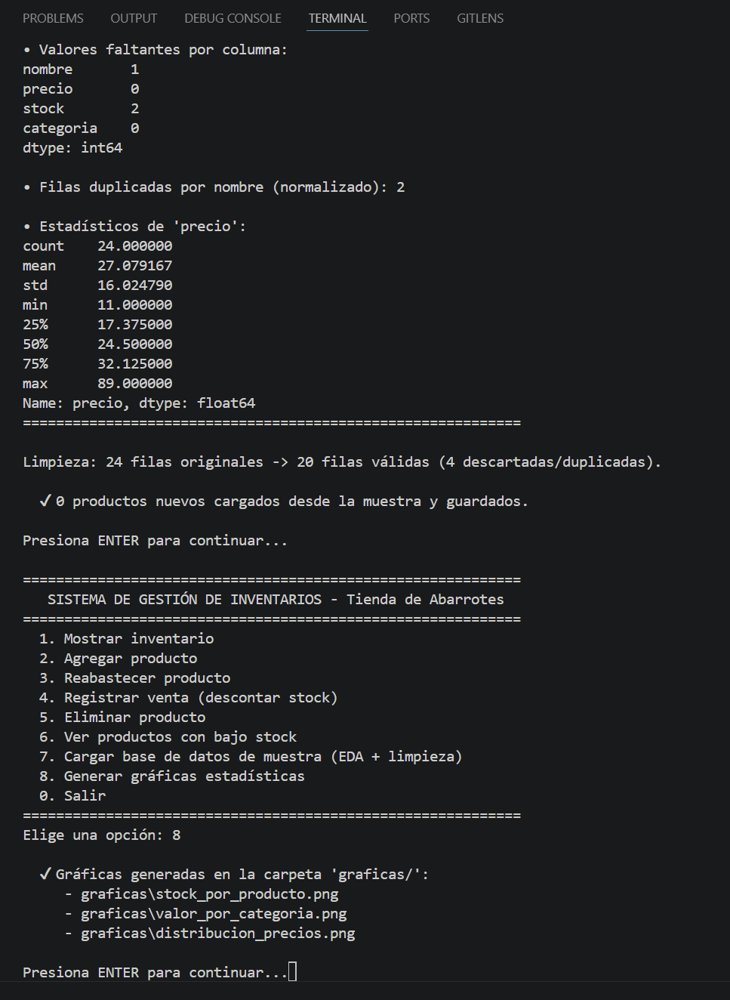 PROBLEMS OUTPUT DEBUG CONSOLE TERMINAL PORTS GITLENS
• Valores faltantes por columna:
nombre       1
precio       0
stock        2
categoria    0
dtype: int64
• Filas duplicadas por nombre (normalizado): 2
• Estadísticos de 'precio':
count    24.000000
mean     27.079167
std      16.024790
min      11.000000
25%      17.375000
50%      24.500000
75%      32.125000
max      89.000000
Name: precio, dtype: float64
============================================================
Limpieza: 24 filas originales -> 20 filas válidas (4 descartadas/duplicadas).
✓ 0 productos nuevos cargados desde la muestra y guardados.
Presiona ENTER para continuar...
============================================================
SISTEMA DE GESTIÓN DE INVENTARIOS - Tienda de Abarrotes
============================================================
1. Mostrar inventario
2. Agregar producto
3. Reabastecer producto
4. Registrar venta (descontar stock)
5. Eliminar producto
6. Ver productos con bajo stock
7. Cargar base de datos de muestra (EDA + limpieza)
8. Generar gráficas estadísticas
0. Salir
============================================================
Elige una opción: 8
✓ Gráficas generadas en la carpeta 'graficas/':
- graficas\stock_por_producto.png
- graficas\valor_por_categoria.png
- graficas\distribucion_precios.png
Presiona ENTER para continuar...